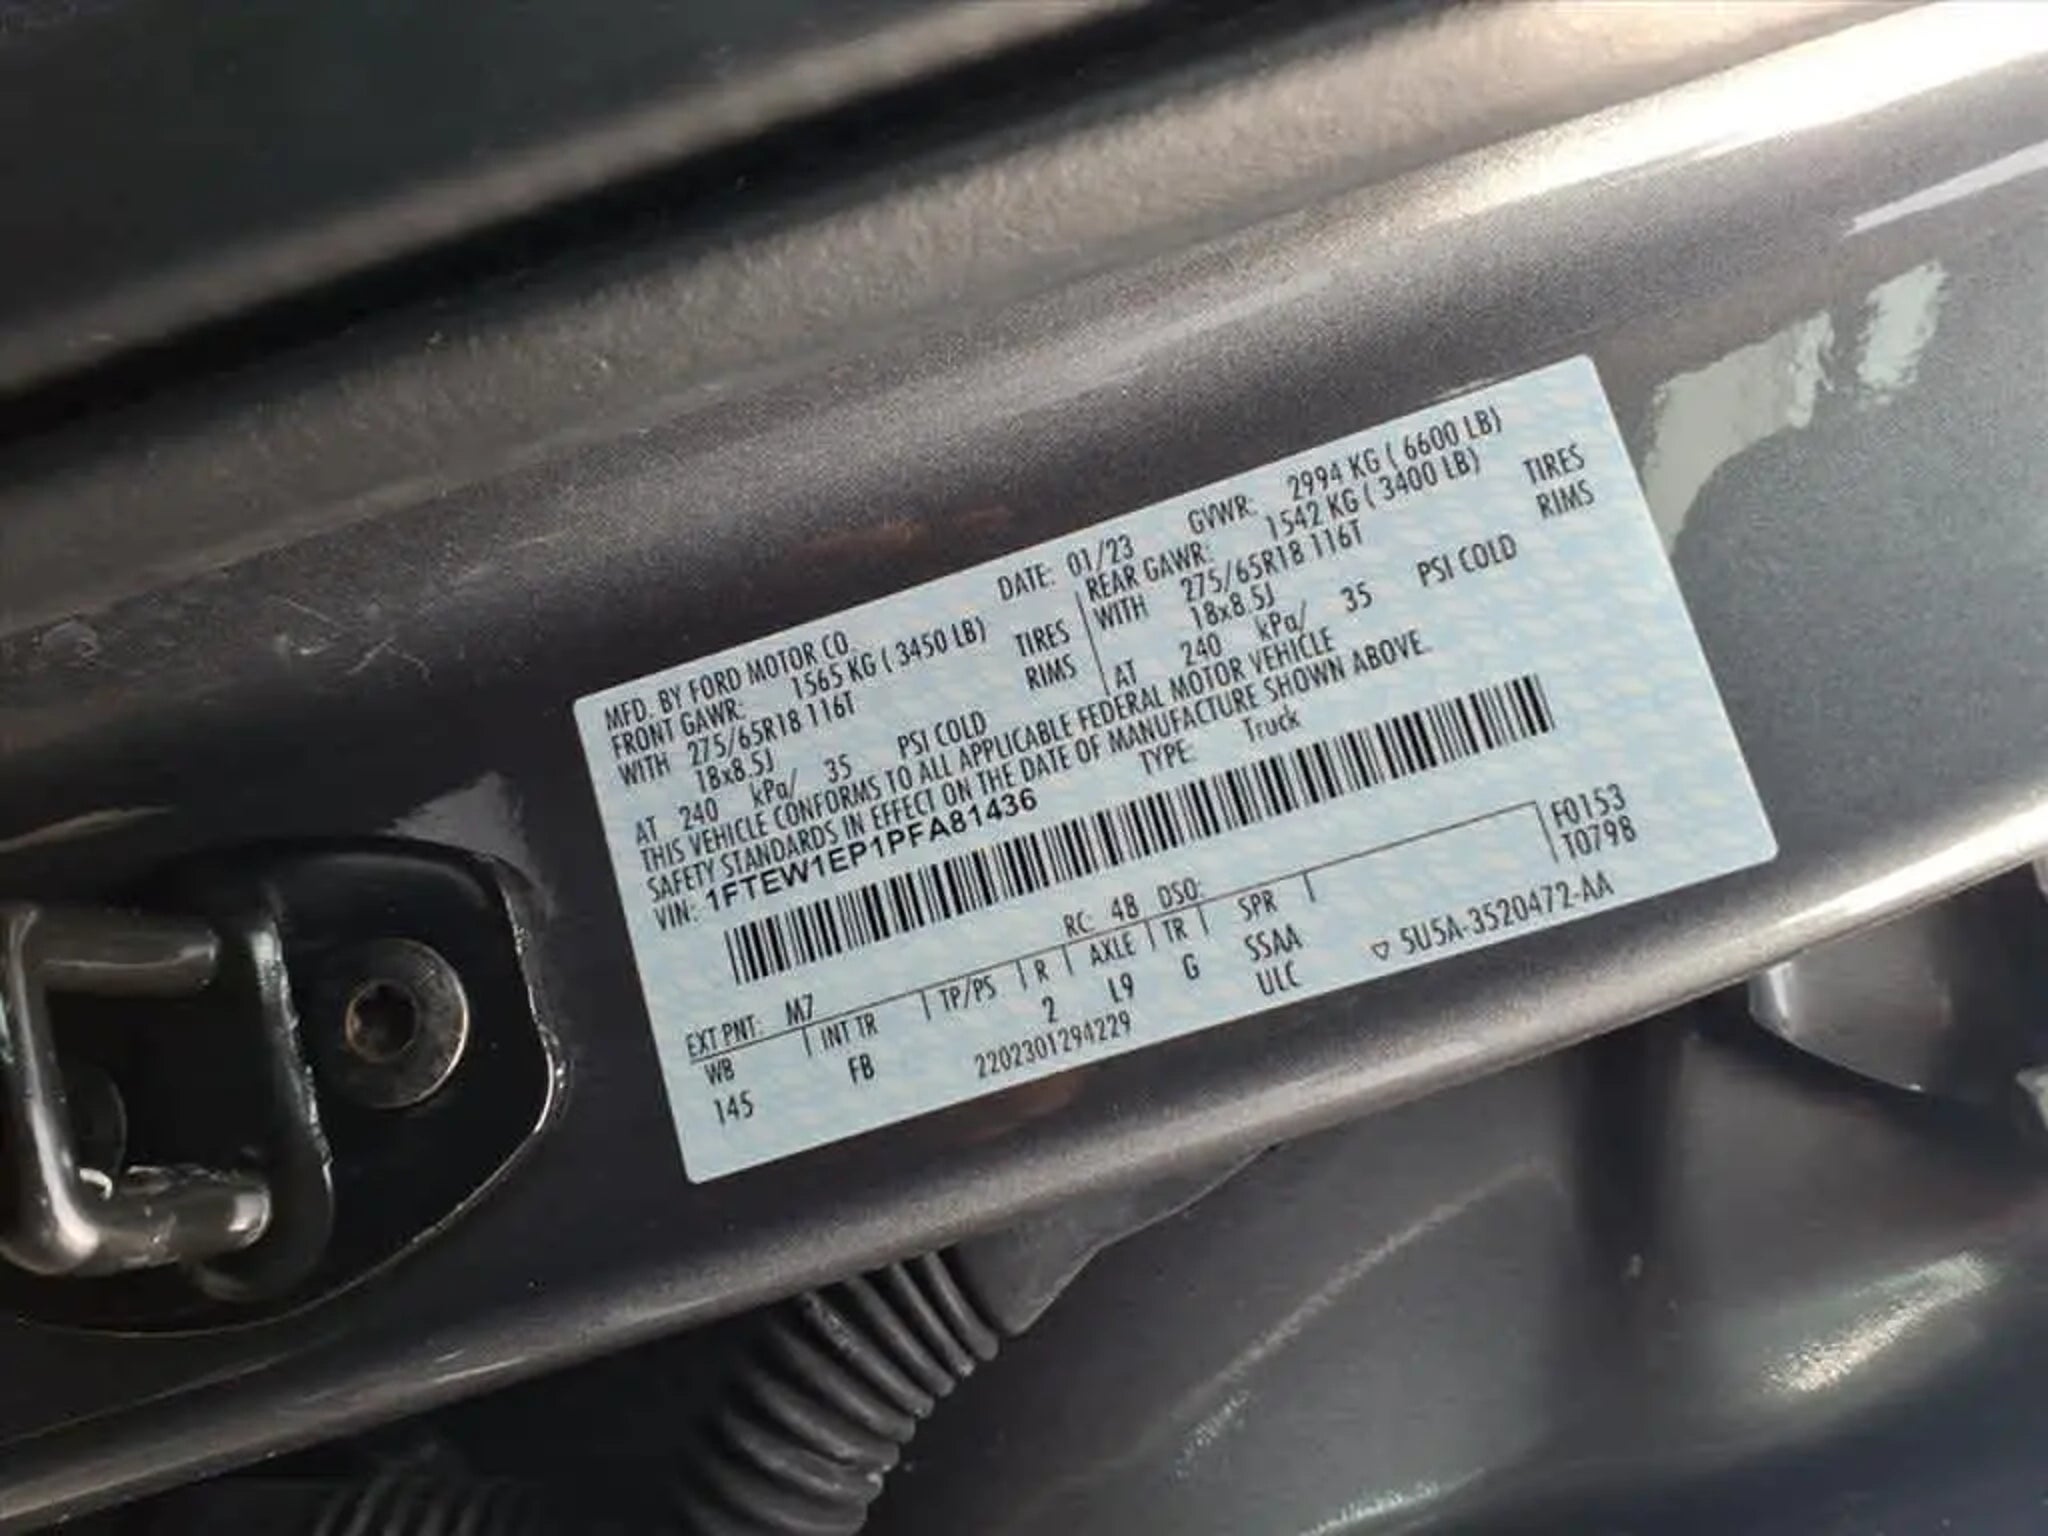 MFD. BY FORD MOTOR CO. DATE: 01/23 GVWR: 2994 KG ( 6600 LB)
FRONT GAWR: 1565 KG ( 3450 LB) REAR GAWR: 1542 KG ( 3400 LB)
WITH 275/65R18 116T TIRES WITH 275/65R18 116T TIRES
18x8.5J RIMS 18x8.5J RIMS
AT 240 kPa/ 35 PSI COLD AT 240 kPa/ 35 PSI COLD
THIS VEHICLE CONFORMS TO ALL APPLICABLE FEDERAL MOTOR VEHICLE
SAFETY STANDARDS IN EFFECT ON THE DATE OF MANUFACTURE SHOWN ABOVE.
VIN: 1FTEW1EP1PFA81436 TYPE: Truck
F0153
T0798
EXT PNT: M7 RC: 48 DSO:
WB INT TR TP/PS R AXLE TR SPR
145 FB 2 L9 G SSAA
ULC
2202301294229 5U5A-3520472-AA